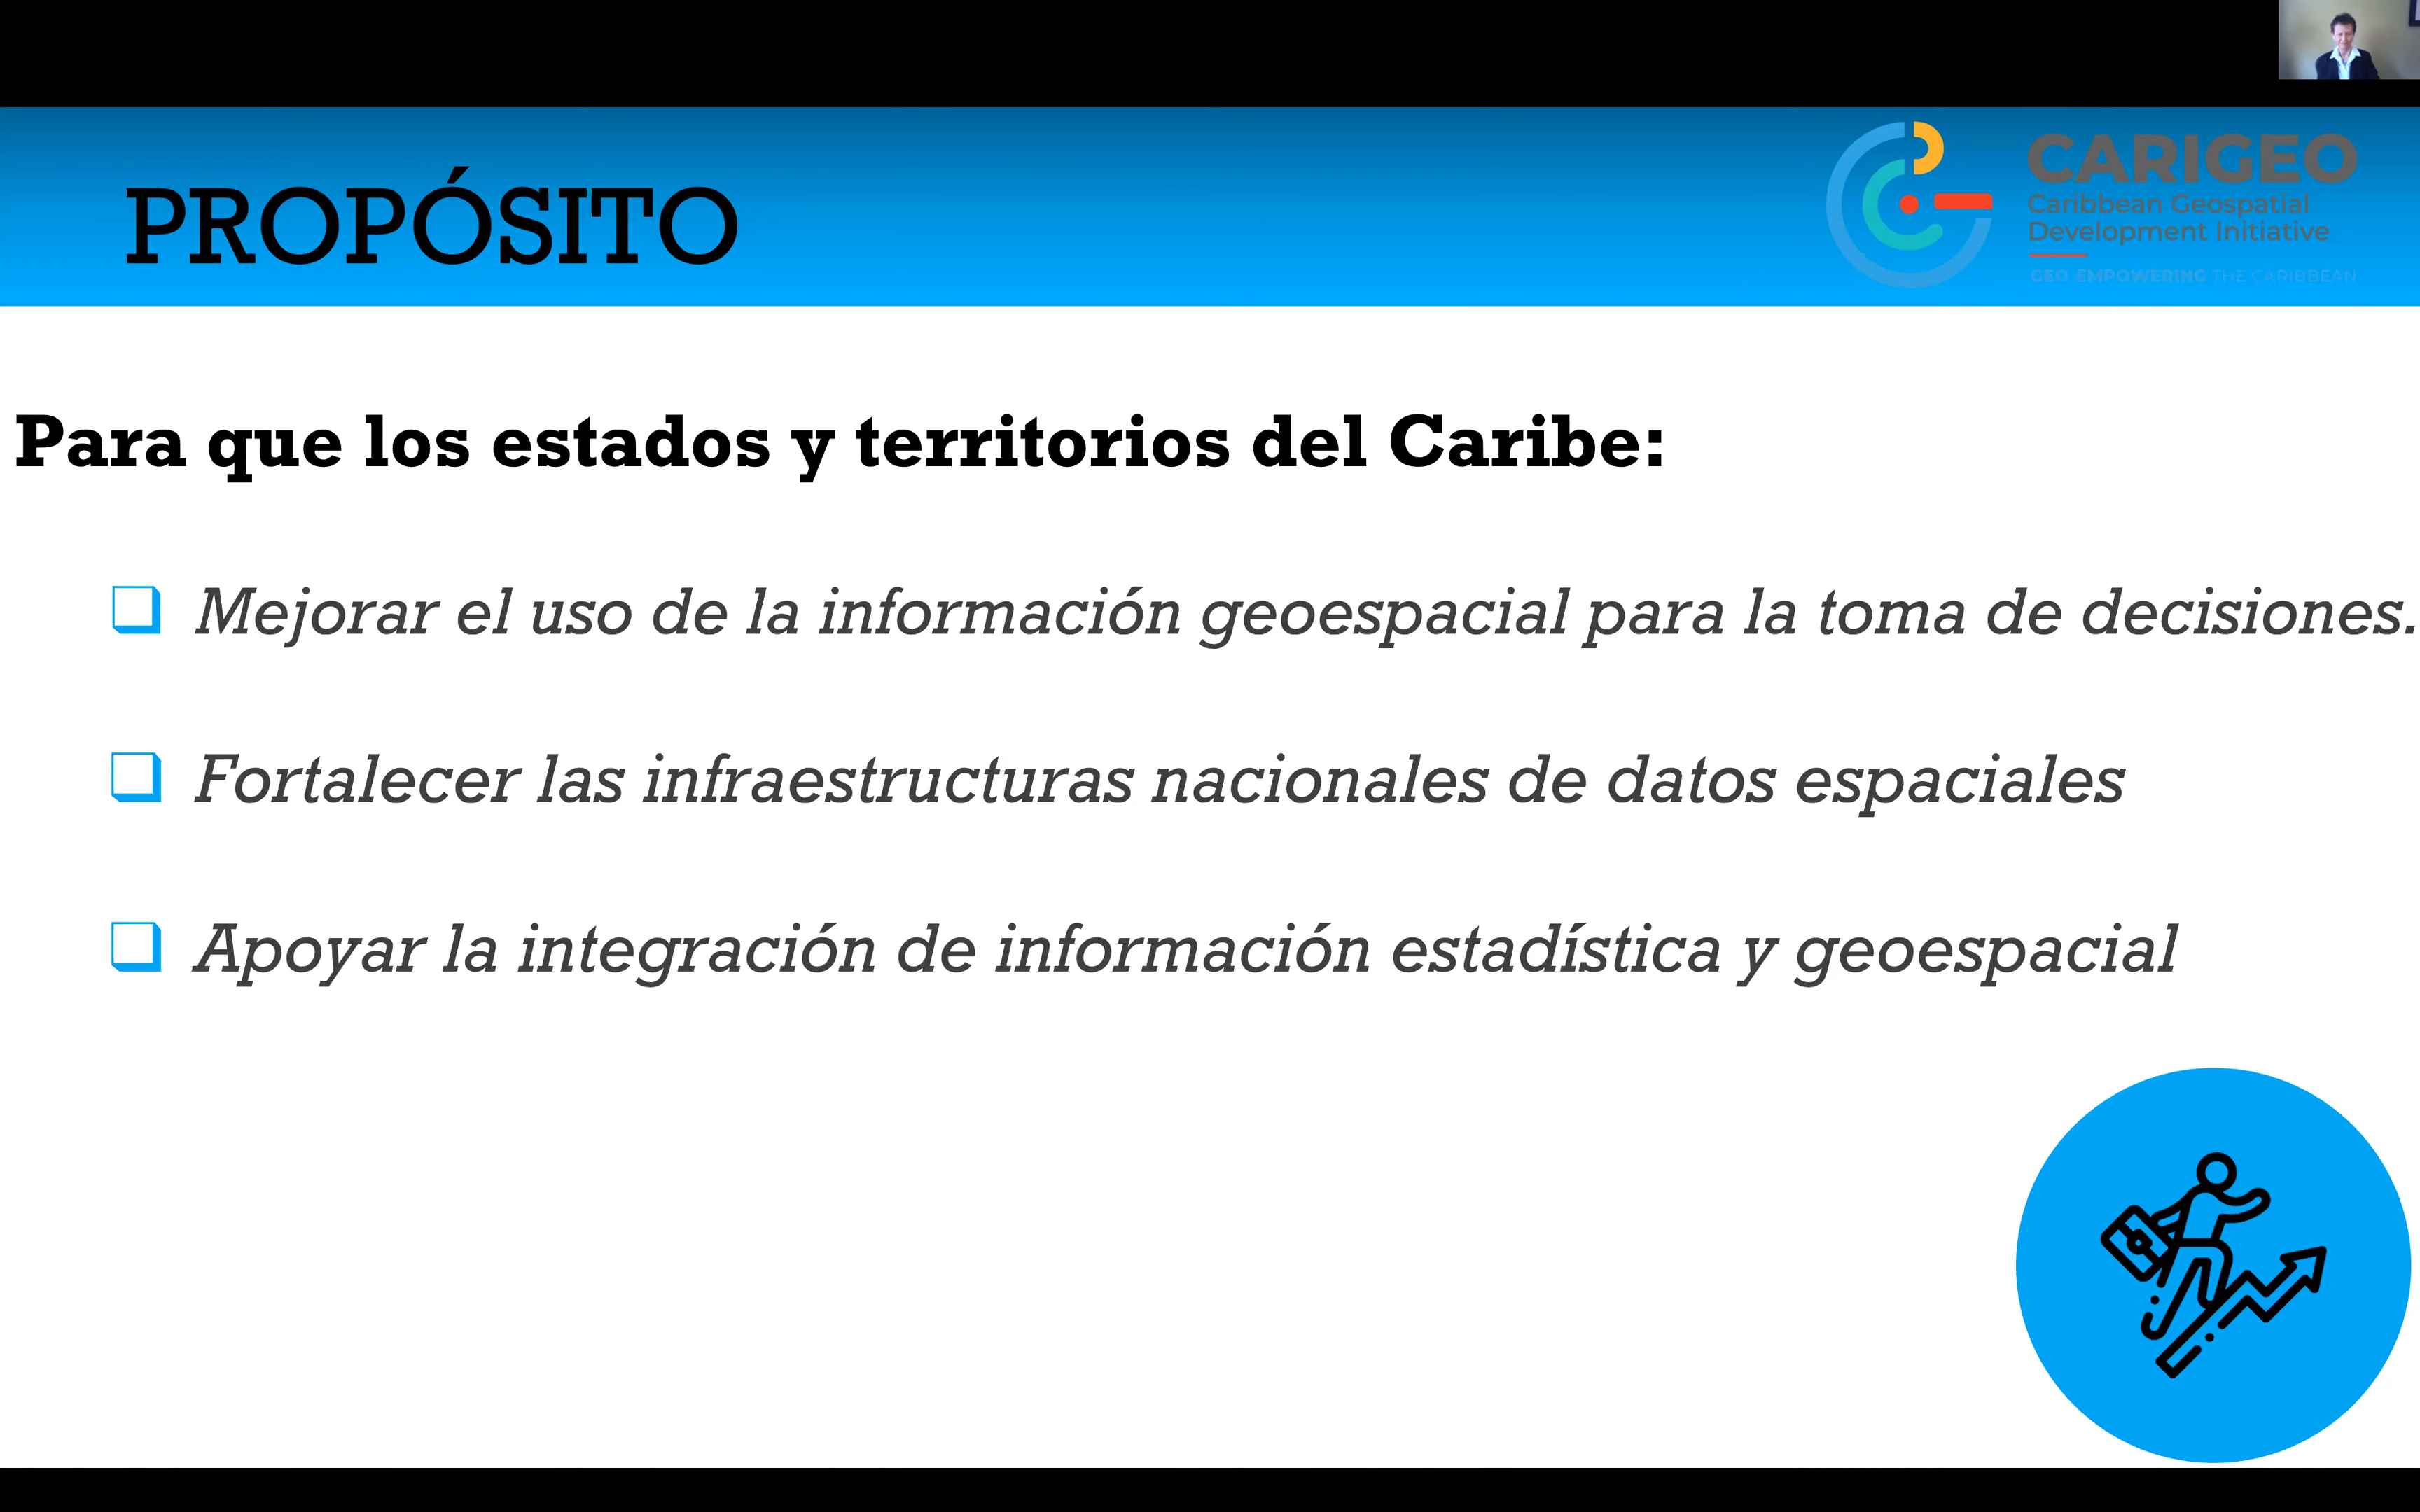 PROPÓSITO
CARIGEO
Caribbean Geospatial
Development Initiative
GEO EMPOWERING THE CARIBBEAN
Para que los estados y territorios del Caribe:
Mejorar el uso de la información geoespacial para la toma de decisiones.
Fortalecer las infraestructuras nacionales de datos espaciales
Apoyar la integración de información estadística y geoespacial